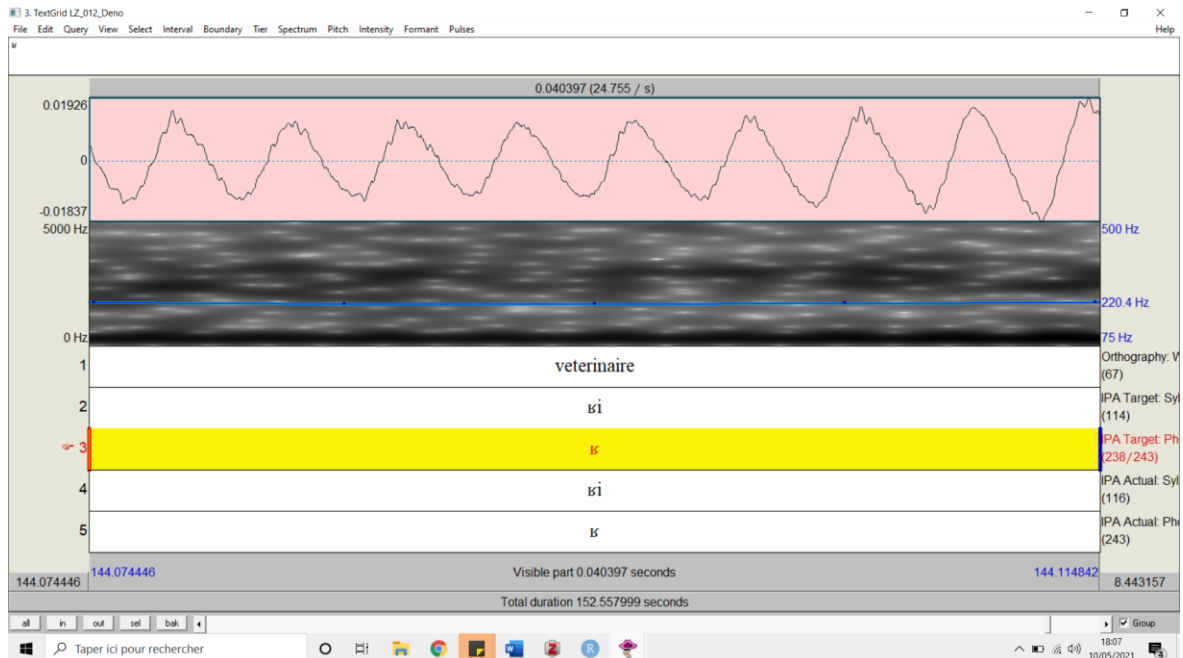 3. TextGrid LZ_012_Deno
File Edit Query View Select Interval Boundary Tier Spectrum Pitch Intensity Formant Pulses Help
ʁ
0.040397 (24.755 / s)
0.01926
0
-0.01837
5000 Hz 500 Hz
220.4 Hz
0 Hz 75 Hz
1 veterinaire Orthography: W
(67)
2 ʁi IPA Target: Syl
(114)
☞ 3 ʁ IPA Target: Ph
(238/243)
4 ʁi IPA Actual: Syl
(116)
5 ʁ IPA Actual: Pho
(243)
144.074446 144.074446 Visible part 0.040397 seconds 144.114842 8.443157
Total duration 152.557999 seconds
all in out sel bak Group
Taper ici pour rechercher W Z R 18:07
10/05/2021 4